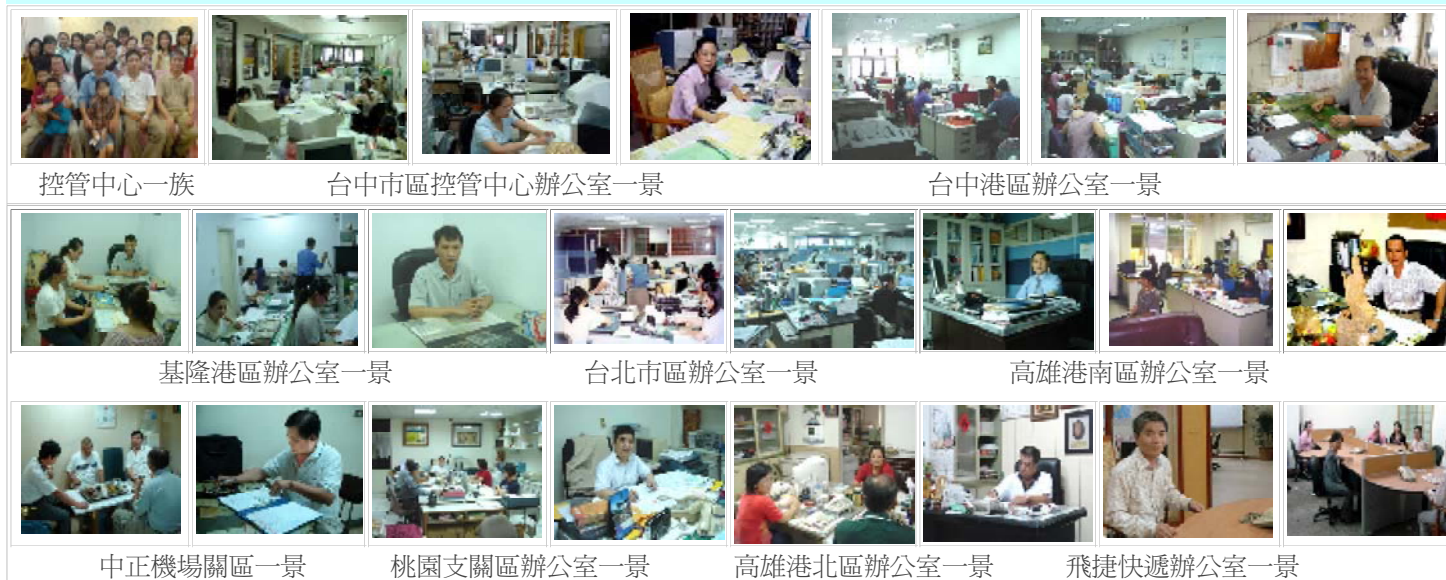 控管中心一族 台中市區控管中心辦公室一景 台中港區辦公室一景
基隆港區辦公室一景 台北市區辦公室一景 高雄港南區辦公室一景
中正機場關區一景 桃園支關區辦公室一景 高雄港北區辦公室一景 飛捷快遞辦公室一景